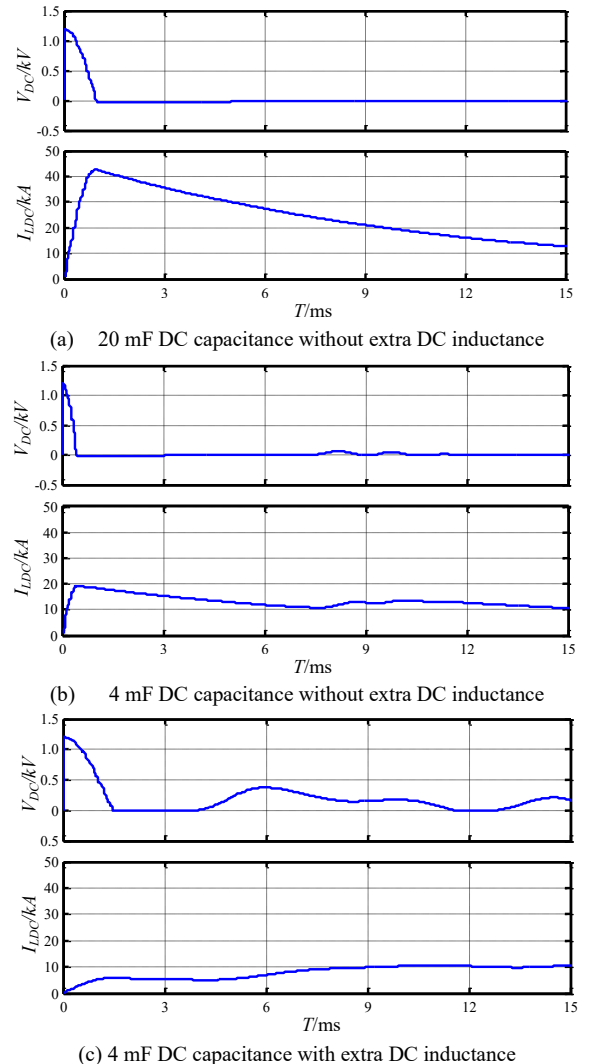 1.5
1.0
0.5
0
-0.5
V_DC/kV
50
40
30
20
10
0
I_LDC/kA
0 3 6 9 12 15
T/ms
(a) 20 mF DC capacitance without extra DC inductance
1.5
1.0
0.5
0
-0.5
V_DC/kV
50
40
30
20
10
0
I_LDC/kA
0 3 6 9 12 15
T/ms
(b) 4 mF DC capacitance without extra DC inductance
1.5
1.0
0.5
0
0.5
V_DC/kV
50
40
30
20
10
0
I_LDC/kA
0 3 6 9 12 15
T/ms
(c) 4 mF DC capacitance with extra DC inductance